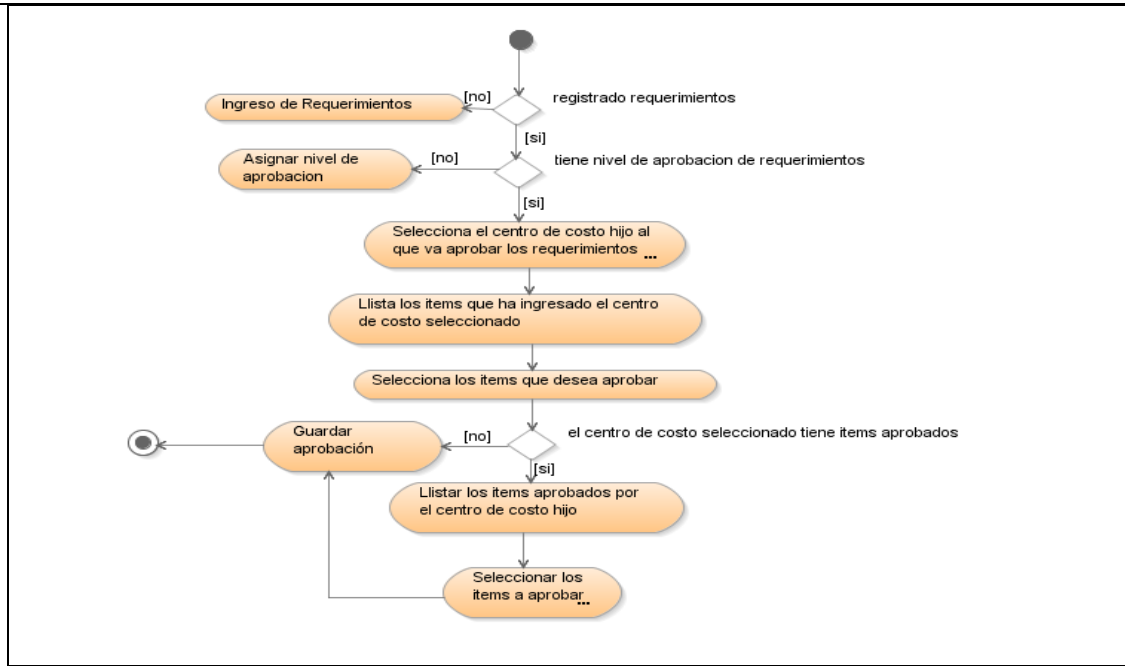 [no]
registrado requerimientos
Ingreso de Requerimientos
[si]
Asignar nivel de
aprobacion
[no]
tiene nivel de aprobacion de requerimientos
[si]
Selecciona el centro de costo hijo al
que va aprobar los requerimientos ...
Llista los items que ha ingresado el centro
de costo seleccionado
Selecciona los items que desea aprobar
Guardar
aprobación
[no]
el centro de costo seleccionado tiene items aprobados
[si]
Llistar los items aprobados por
el centro de costo hijo
Seleccionar los
items a aprobar...